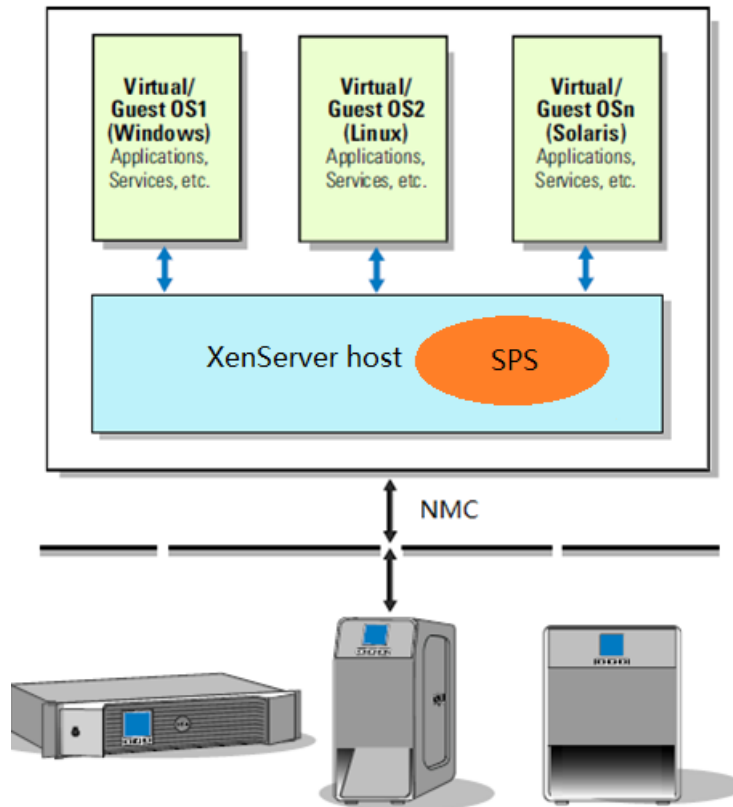 Virtual/
Guest OS1
(Windows)
Applications,
Services, etc.
Virtual/
Guest OS2
(Linux)
Applications,
Services, etc.
Virtual/
Guest OSn
(Solaris)
Applications,
Services, etc.
XenServer host
SPS
NMC